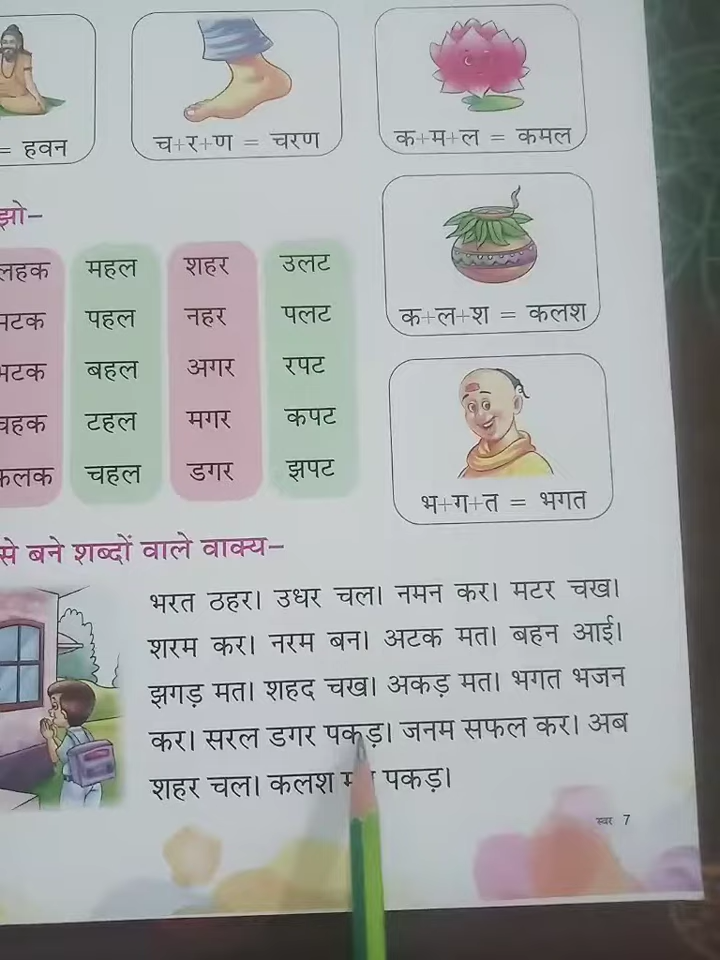 = हवन
च+र+ण = चरण
क+म+ल = कमल
क+ल+श = कलश
भ+ग+त = भगत
महल शहर उलट
पहल नहर पलट
बहल अगर रपट
टहल मगर कपट
चहल डगर झपट
से बने शब्दों वाले वाक्य–
भरत ठहर। उधर चल। नमन कर। मटर चख।
शरम कर। नरम बन। अटक मत। बहन आई।
झगड़ मत। शहद चख। अकड़ मत। भगत भजन
कर। सरल डगर पकड़। जनम सफल कर। अब
शहर चल। कलश पकड़।
स्वर 7